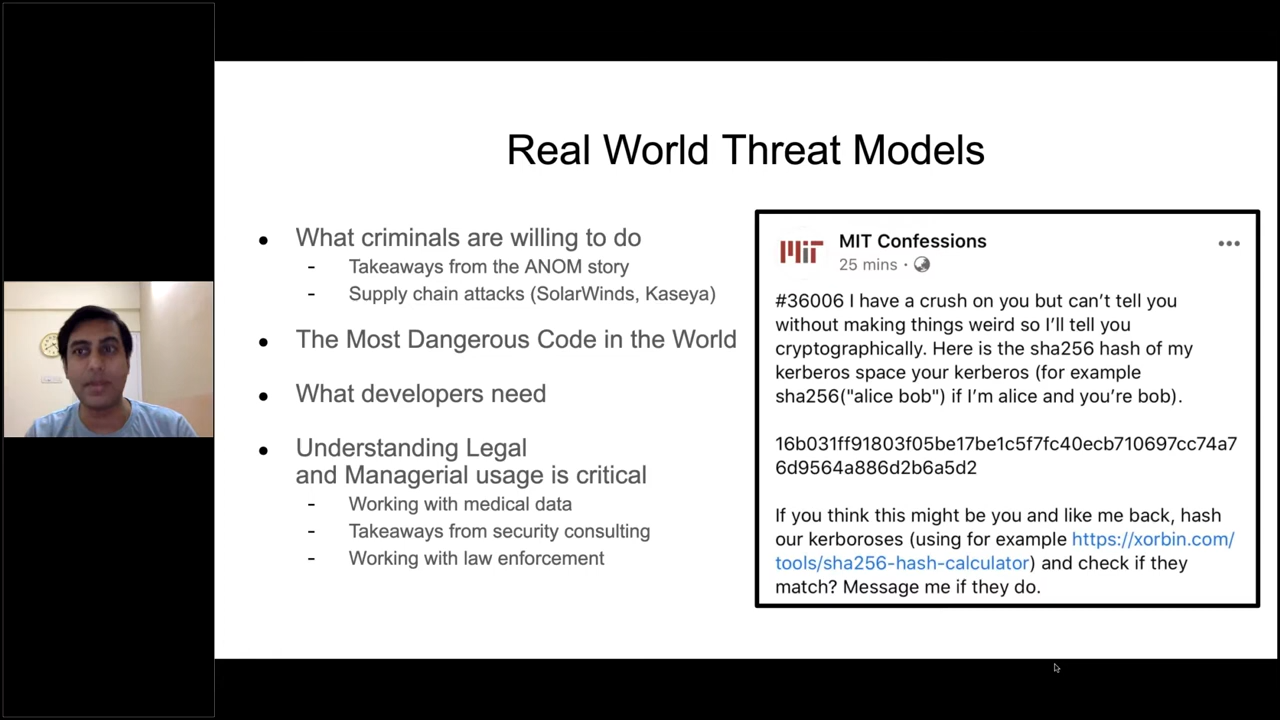 Real World Threat Models
● What criminals are willing to do
- Takeaways from the ANOM story
- Supply chain attacks (SolarWinds, Kaseya)
● The Most Dangerous Code in the World
● What developers need
● Understanding Legal
and Managerial usage is critical
- Working with medical data
- Takeaways from security consulting
- Working with law enforcement
MIT
MIT Confessions
25 mins ·
#36006 I have a crush on you but can’t tell you
without making things weird so I’ll tell you
cryptographically. Here is the sha256 hash of my
kerberos space your kerberos (for example
sha256("alice bob") if I’m alice and you’re bob).
16b031ff91803f05be17be1c5f7fc40ecb710697cc74a7
6d9564a886d2b6a5d2
If you think this might be you and like me back, hash
our kerboroses (using for example https://xorbin.com/
tools/sha256-hash-calculator) and check if they
match? Message me if they do.